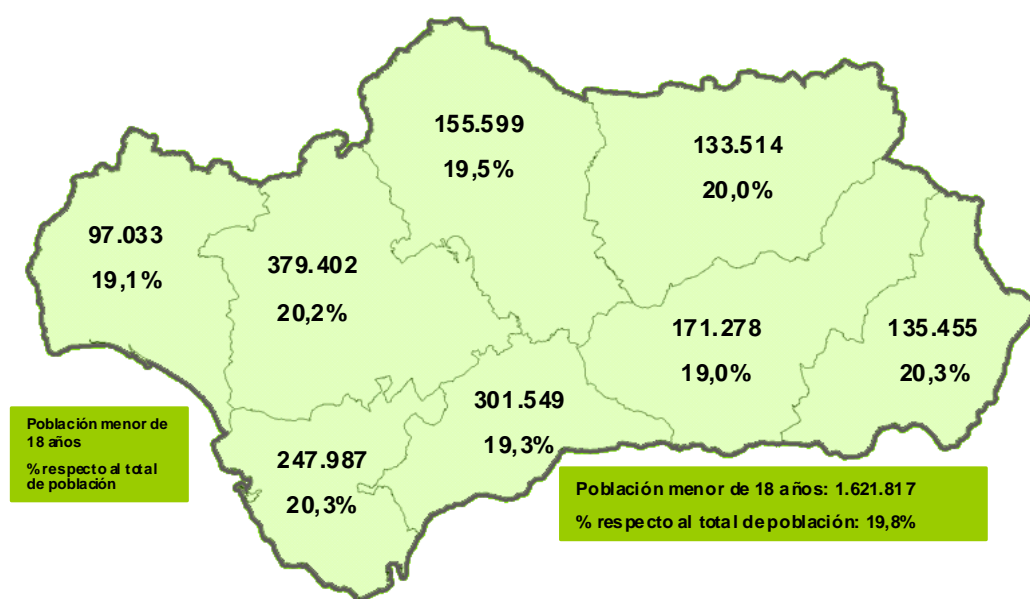 155.599
19,5%
133.514
20,0%
97.033
19,1%
379.402
20,2%
171.278
19,0%
135.455
20,3%
301.549
19,3%
247.987
20,3%
Población menor de
18 años
% respecto al total
de población
Población menor de 18 años: 1.621.817
% respecto al total de población: 19,8%